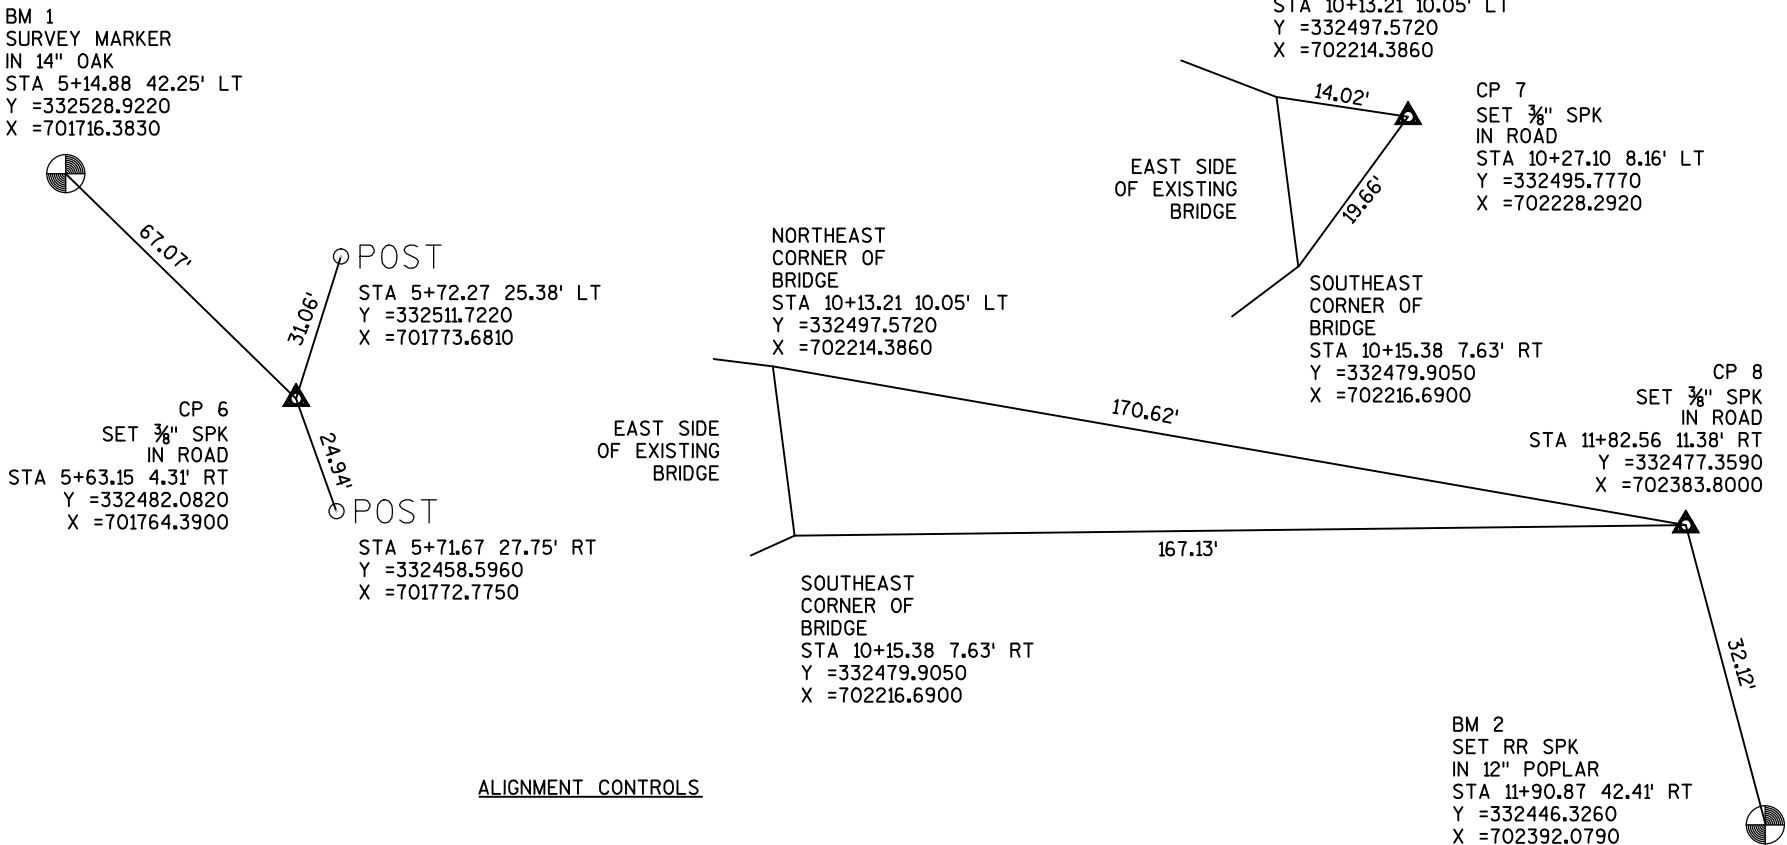 BM 1
SURVEY MARKER
IN 14" OAK
STA 5+14.88 42.25' LT
Y =332528.9220
X =701716.3830
67.07'
31.06'
POST
STA 5+72.27 25.38' LT
Y =332511.7220
X =701773.6810
CP 6
SET ⅜" SPK
IN ROAD
STA 5+63.15 4.31' RT
Y =332482.0820
X =701764.3900
24.94'
POST
STA 5+71.67 27.75' RT
Y =332458.5960
X =701772.7750
STA 10+13.21 10.05' LT
Y =332497.5720
X =702214.3860
14.02'
CP 7
SET ⅜" SPK
IN ROAD
STA 10+27.10 8.16' LT
Y =332495.7770
X =702228.2920
EAST SIDE
OF EXISTING
BRIDGE
19.66'
SOUTHEAST
CORNER OF
BRIDGE
STA 10+15.38 7.63' RT
Y =332479.9050
X =702216.6900
NORTHEAST
CORNER OF
BRIDGE
STA 10+13.21 10.05' LT
Y =332497.5720
X =702214.3860
EAST SIDE
OF EXISTING
BRIDGE
170.62'
CP 8
SET ⅜" SPK
IN ROAD
STA 11+82.56 11.38' RT
Y =332477.3590
X =702383.8000
167.13'
SOUTHEAST
CORNER OF
BRIDGE
STA 10+15.38 7.63' RT
Y =332479.9050
X =702216.6900
32.12'
BM 2
SET RR SPK
IN 12" POPLAR
STA 11+90.87 42.41' RT
Y =332446.3260
X =702392.0790
ALIGNMENT CONTROLS